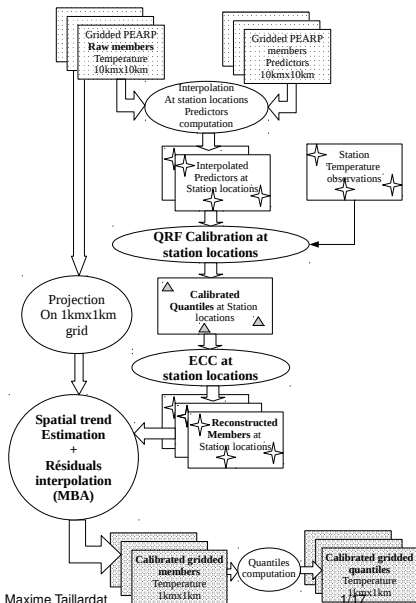 Gridded PEARP
Raw members
Temperature
10kmx10km
Gridded PEARP
members
Predictors
10kmx10km
Interpolation
At station locations
Predictors
computation
Interpolated
Predictors at
Station locations
Station
Temperature
observations
QRF Calibration at
station locations
Calibrated
Quantiles at Station
locations
Projection
On 1kmx1km
grid
ECC at
station locations
Reconstructed
Members at
Station locations
Spatial trend
Estimation
+
Résiduals
interpolation
(MBA)
Calibrated gridded
members
Temperature
1kmx1km
Quantiles
computation
Calibrated gridded
quantiles
Temperature
1kmx1km
Maxime Taillardat
1/17